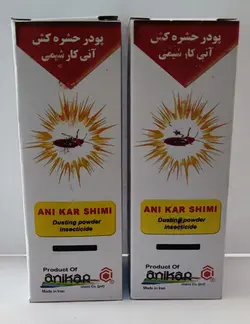 پودر حشره کش
آنی کار شیمی
ANI KAR SHIMI
Dusting powder
insecticide
Product Of
anikar
Made in Iran
پودر حشره کش
آنی کار شیمی
ANI KAR SHIMI
Dusting powder
insecticide
Product Of
anikar
Made in Iran